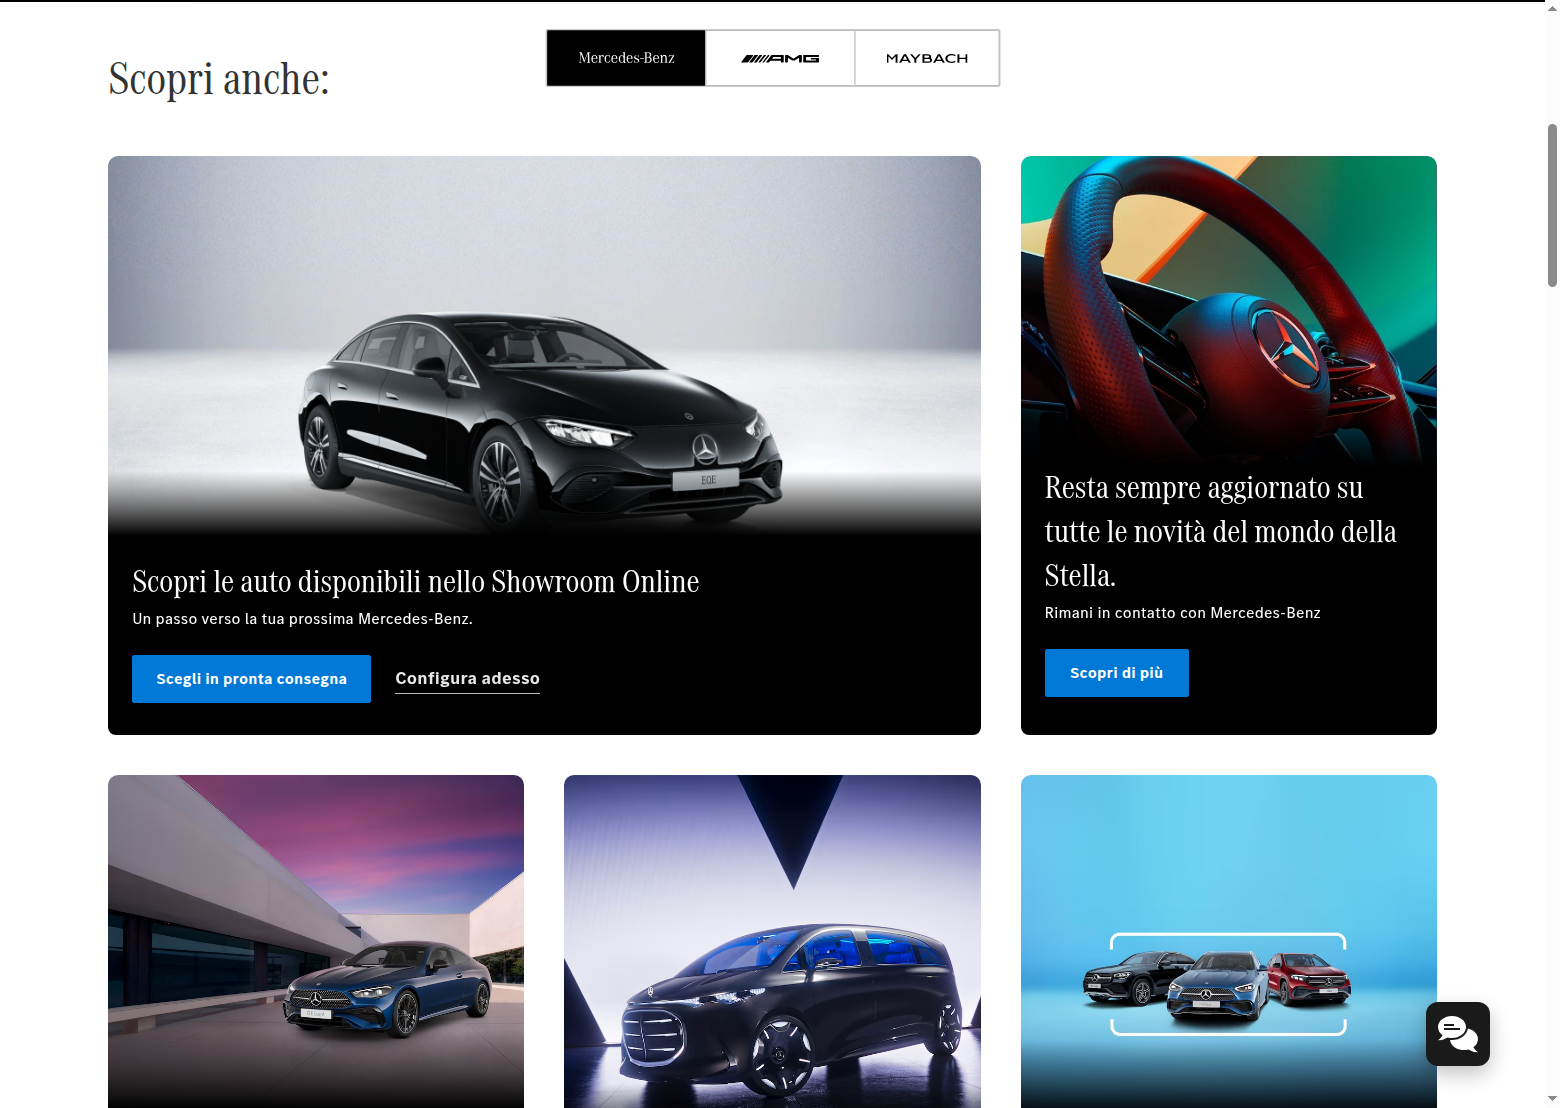 Scopri anche:
Mercedes-Benz
AMG
MAYBACH
EQE
Scopri le auto disponibili nello Showroom Online
Un passo verso la tua prossima Mercedes-Benz.
Scegli in pronta consegna
Configura adesso
Resta sempre aggiornato su
tutte le novità del mondo della
Stella.
Rimani in contatto con Mercedes-Benz
Scopri di più